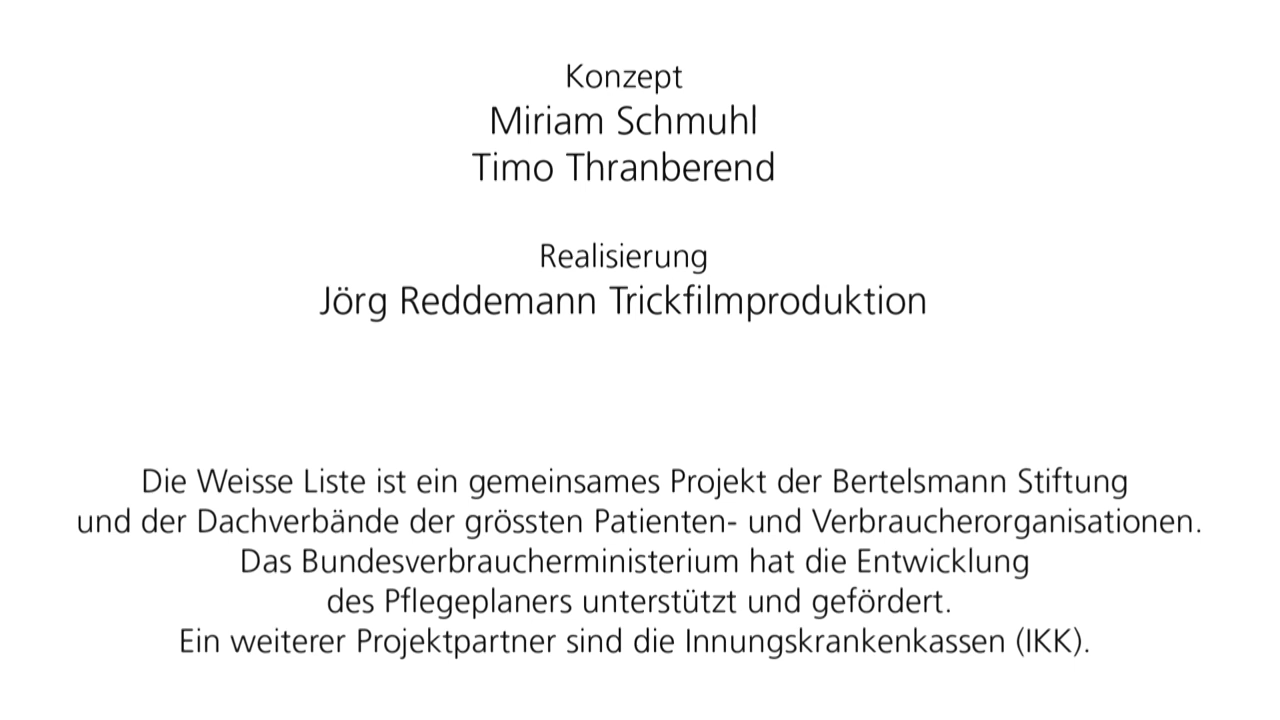 Konzept
Miriam Schmuhl
Timo Thranberend
Realisierung
Jörg Reddemann Trickfilmproduktion
Die Weisse Liste ist ein gemeinsames Projekt der Bertelsmann Stiftung
und der Dachverbände der grössten Patienten- und Verbraucherorganisationen.
Das Bundesverbraucherministerium hat die Entwicklung
des Pflegeplaners unterstützt und gefördert.
Ein weiterer Projektpartner sind die Innungskrankenkassen (IKK).